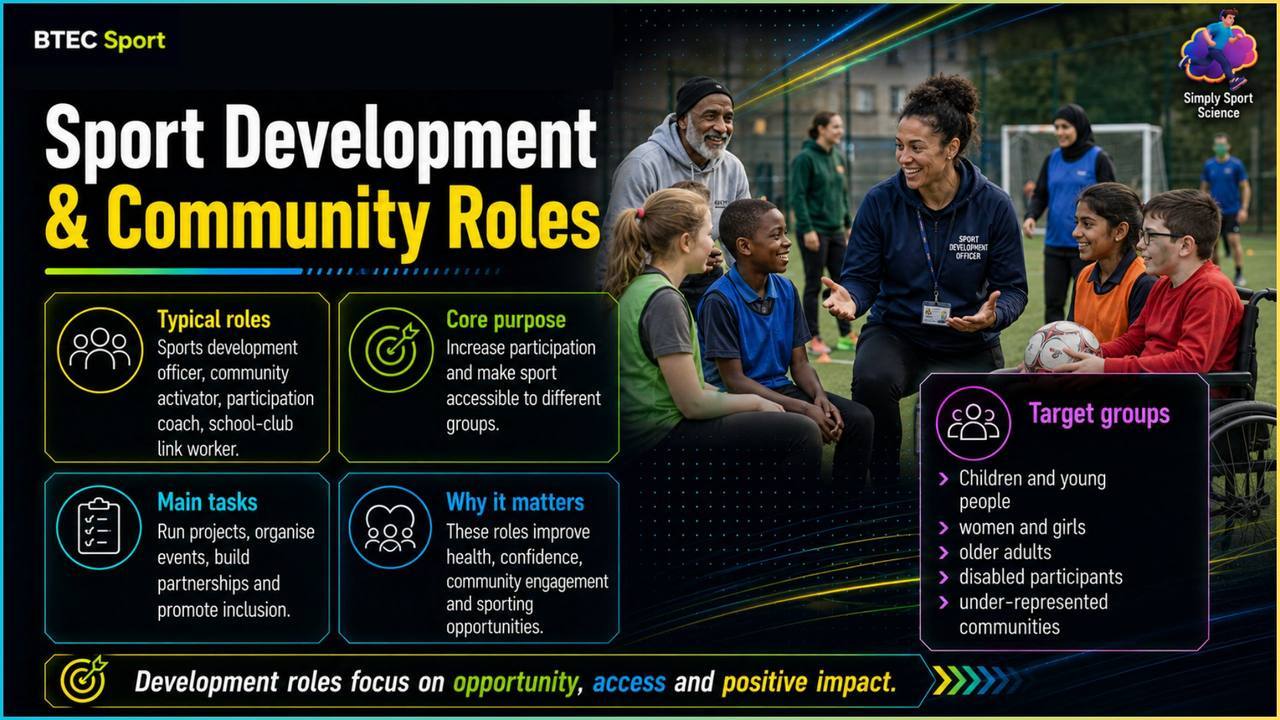 BTEC Sport
Simply Sport
Science
Sport Development
& Community Roles
SPORT
DEVELOPMENT
OFFICER
Typical roles
Sports development
officer, community
activator, participation
coach, school-club
link worker.
Core purpose
Increase participation
and make sport
accessible to different
groups.
Main tasks
Run projects, organise
events, build
partnerships and
promote inclusion.
Why it matters
These roles improve
health, confidence,
community engagement
and sporting
opportunities.
Target groups
Children and young
people
women and girls
older adults
disabled participants
under-represented
communities
Development roles focus on opportunity, access and positive impact.